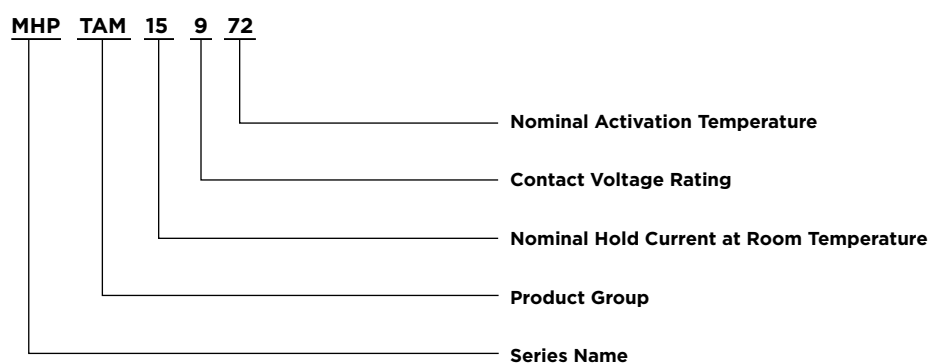 MHP TAM 15 9 72
Nominal Activation Temperature
Contact Voltage Rating
Nominal Hold Current at Room Temperature
Product Group
Series Name